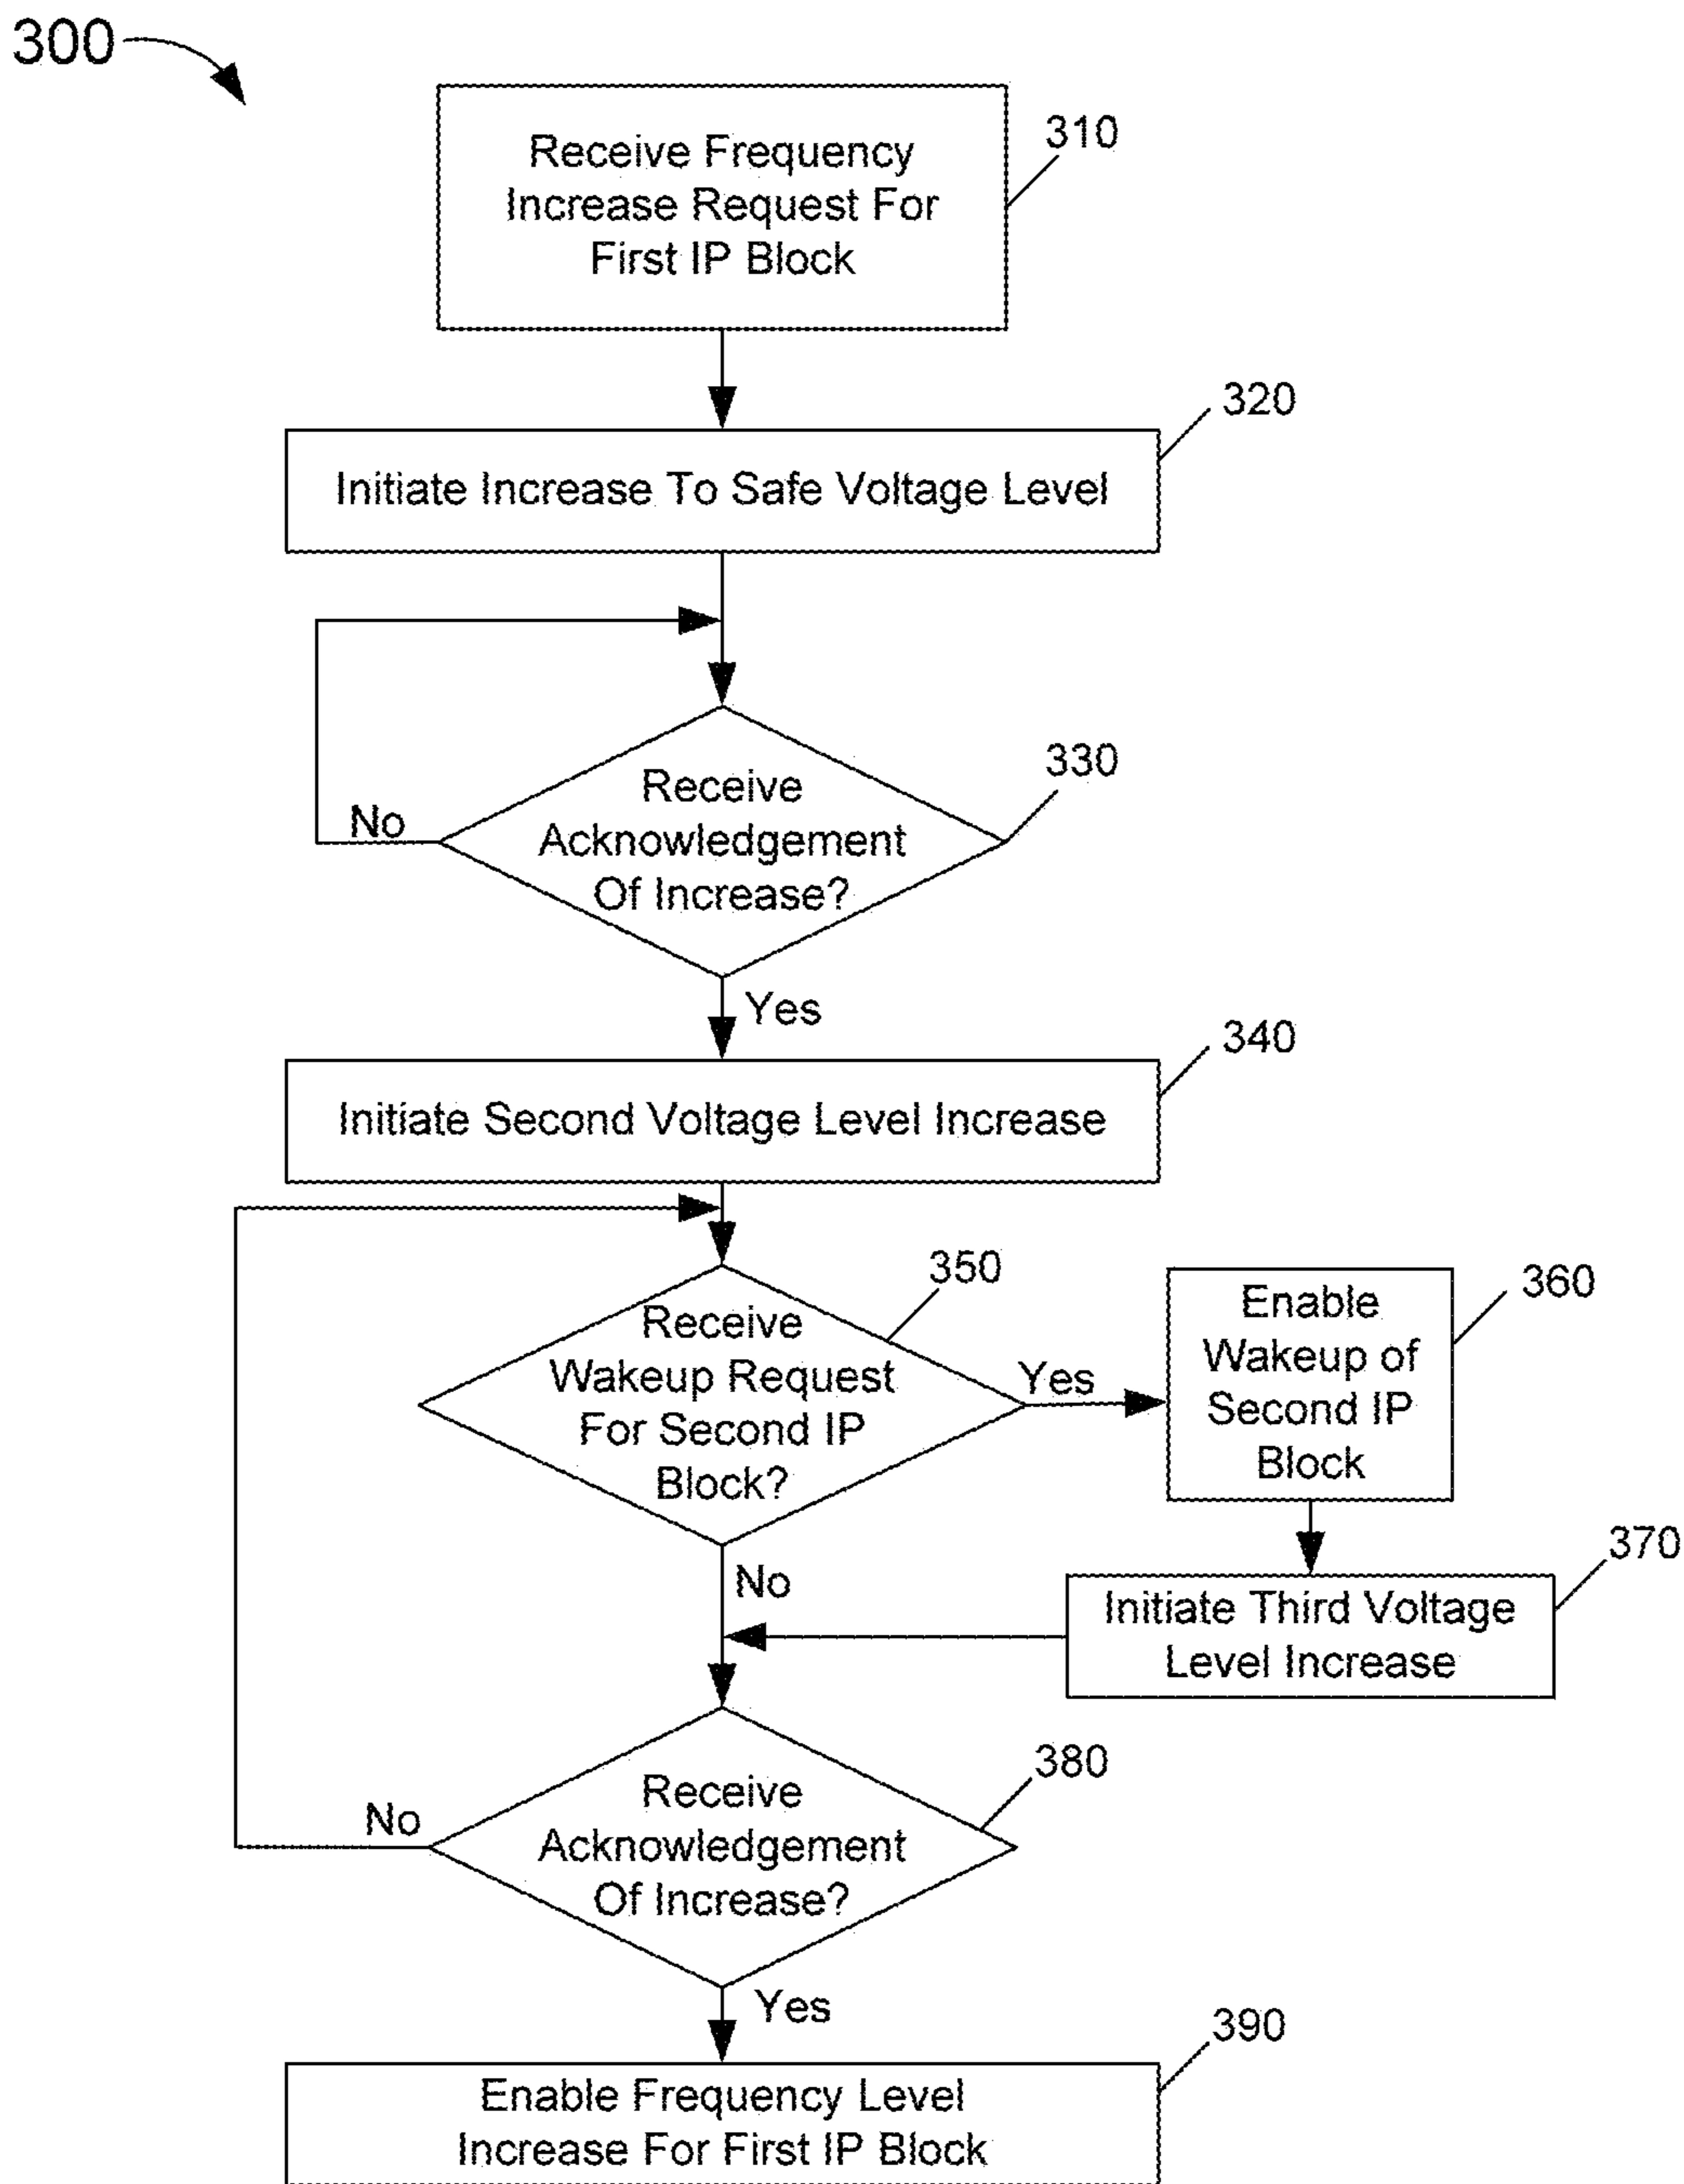 300
Receive Frequency
Increase Request For
First IP Block
310
Initiate Increase To Safe Voltage Level
320
Receive
Acknowledgement
Of Increase?
330
No
Yes
Initiate Second Voltage Level Increase
340
Receive
Wakeup Request
For Second IP
Block?
350
Yes
Enable
Wakeup of
Second IP
Block
360
No
Initiate Third Voltage
Level Increase
370
Receive
Acknowledgement
Of Increase?
380
No
Yes
Enable Frequency Level
Increase For First IP Block
390